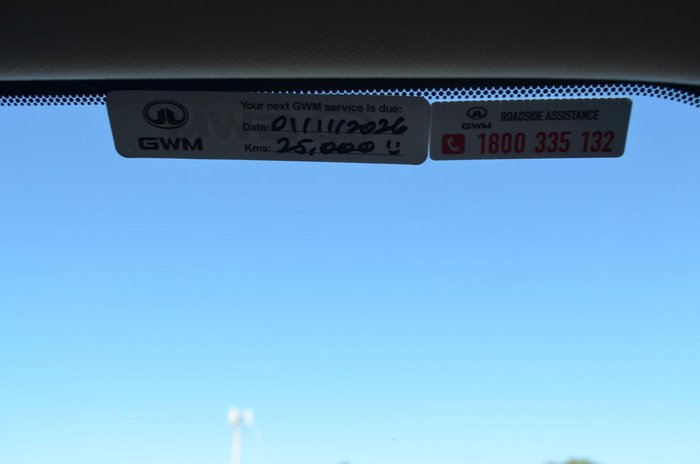 Your next GWM service is due:
Date: 01/11/2026
GWM
Kms: 25,000
GWM
ROADSIDE ASSISTANCE
1800 335 132